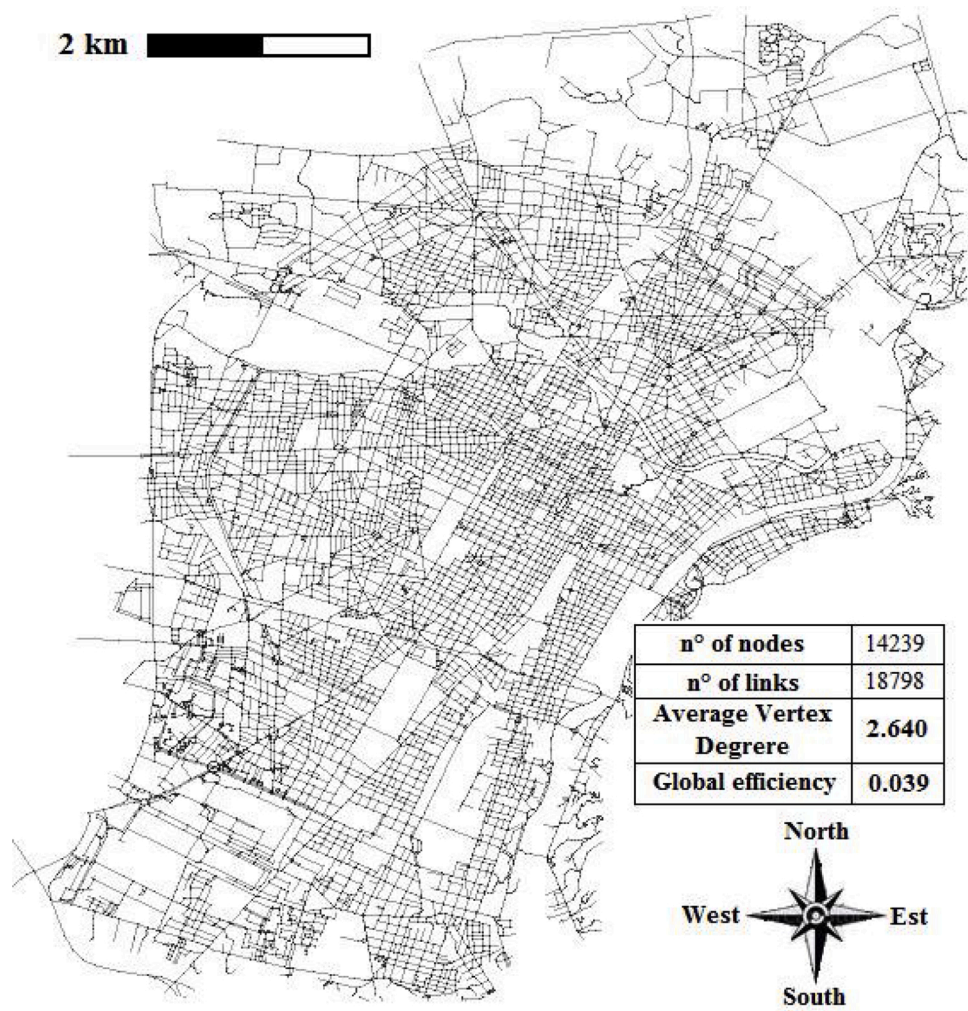 2 km
n° of nodes 14239
n° of links 18798
Average Vertex
Degrere 2.640
Global efficiency 0.039
North
West Est
South